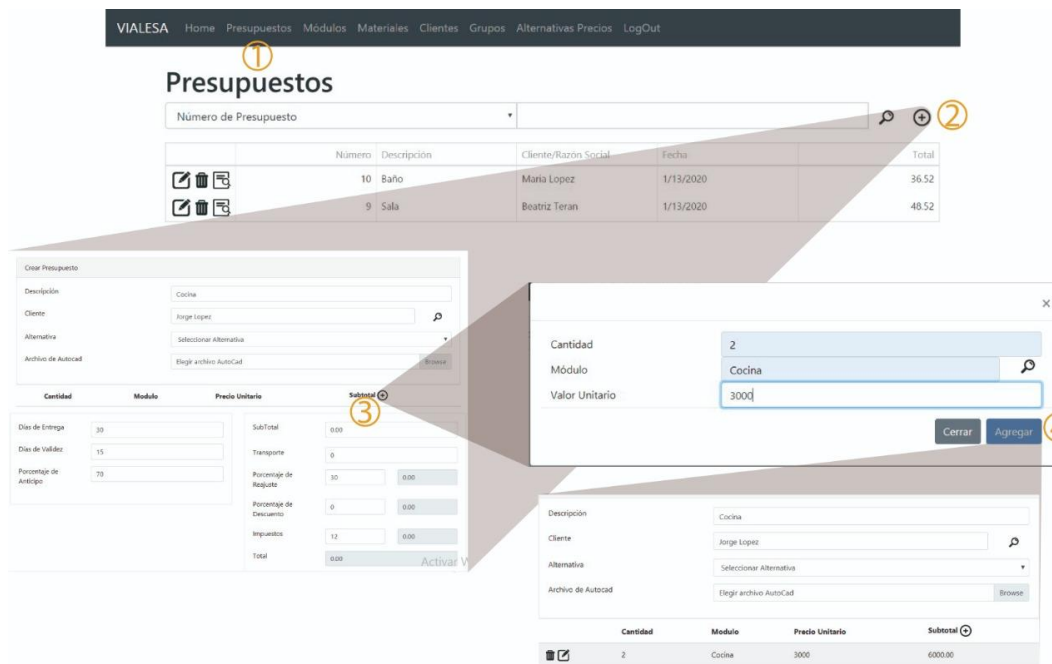 VIALESA Home Presupuestos Módulos Materiales Clientes Grupos Alternativas Precios LogOut
1
Presupuestos
Número de Presupuesto
2
Número Descripción Cliente/Razón Social Fecha Total
10 Baño Maria Lopez 1/13/2020 36.52
9 Sala Beatriz Teran 1/13/2020 48.52
Crear Presupuesto
Descripción Cocina
Cliente Jorge Lopez
Alternativa Seleccionar Alternativa
Archivo de Autocad Elegir archivo AutoCad Browse
Cantidad Modulo Precio Unitario Subtotal
3
Días de Entrega 30
Días de Validez 15
Porcentaje de
Anticipo 70
SubTotal 0.00
Transporte 0
Porcentaje de
Reajuste 30 0.00
Porcentaje de
Descuento 0 0.00
Impuestos 12 0.00
Total 0.00
Activar W
Cantidad 2
Módulo Cocina
Valor Unitario 3000
Cerrar Agregar
Descripción Cocina
Cliente Jorge Lopez
Alternativa Seleccionar Alternativa
Archivo de Autocad Elegir archivo AutoCad Browse
Cantidad Modulo Precio Unitario Subtotal
2 Cocina 3000 6000.00